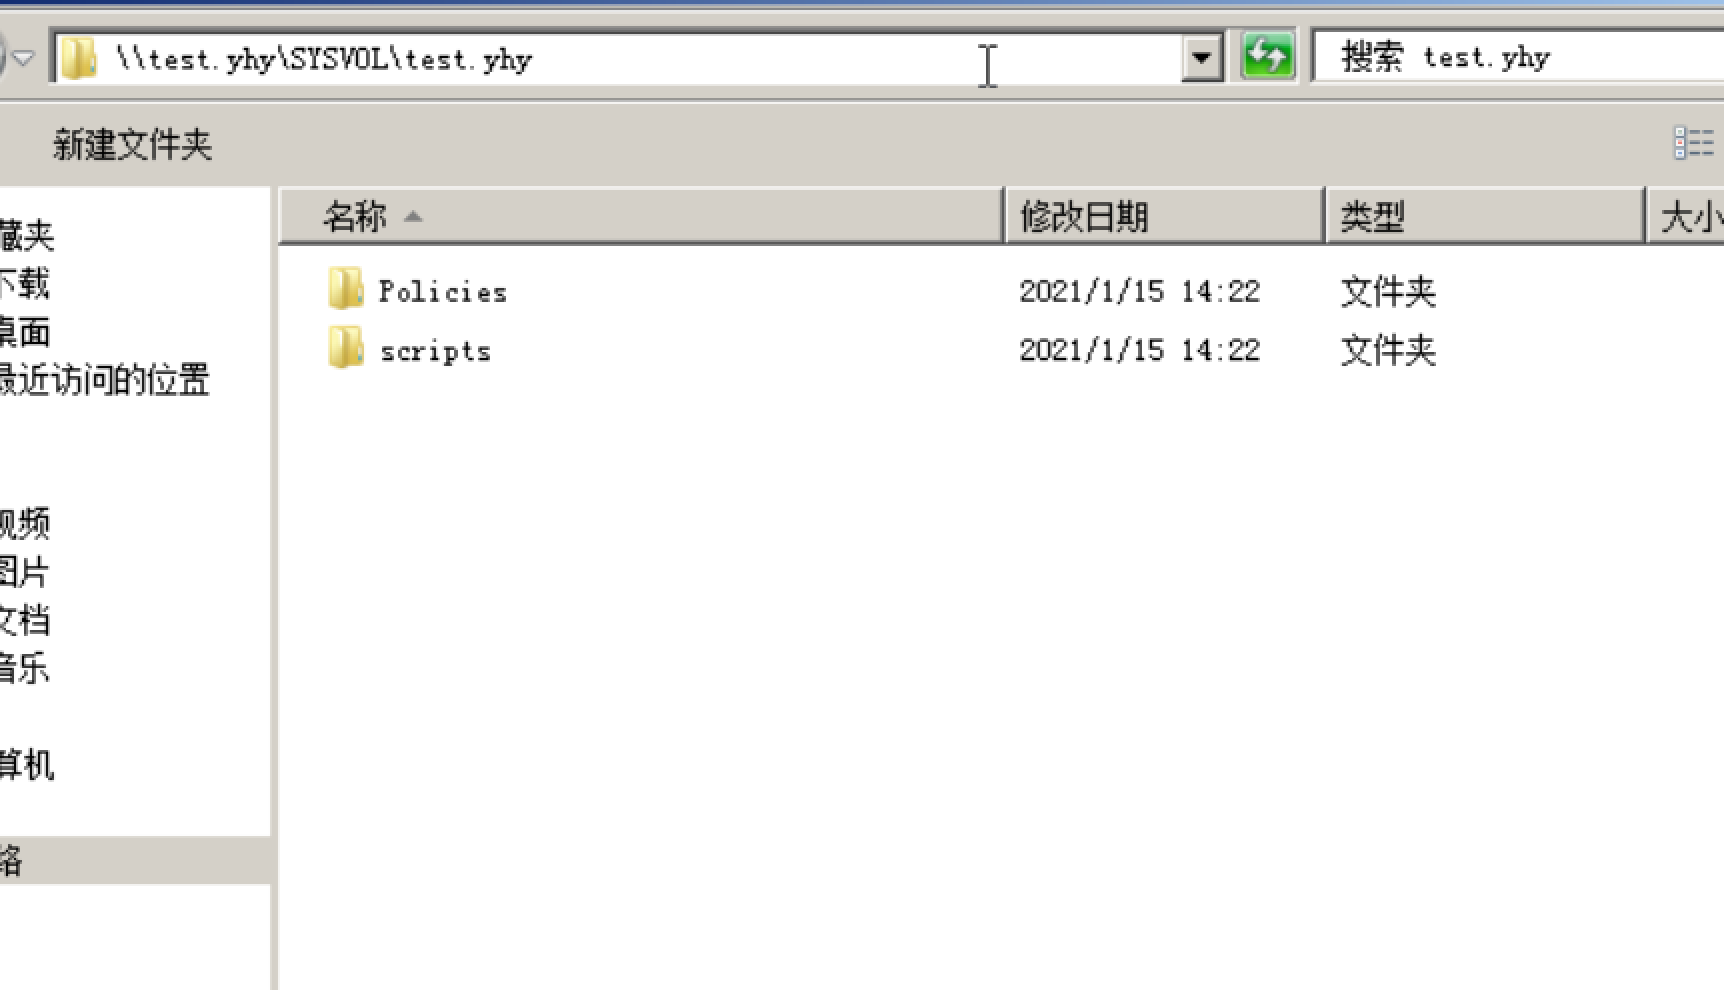 \\test.yhy\SYSVOL\test.yhy
搜索 test.yhy
新建文件夹
名称
修改日期
类型
大小
藏夹
下载
桌面
最近访问的位置
视频
图片
文档
音乐
算机
络
Policies 2021/1/15 14:22 文件夹
scripts 2021/1/15 14:22 文件夹